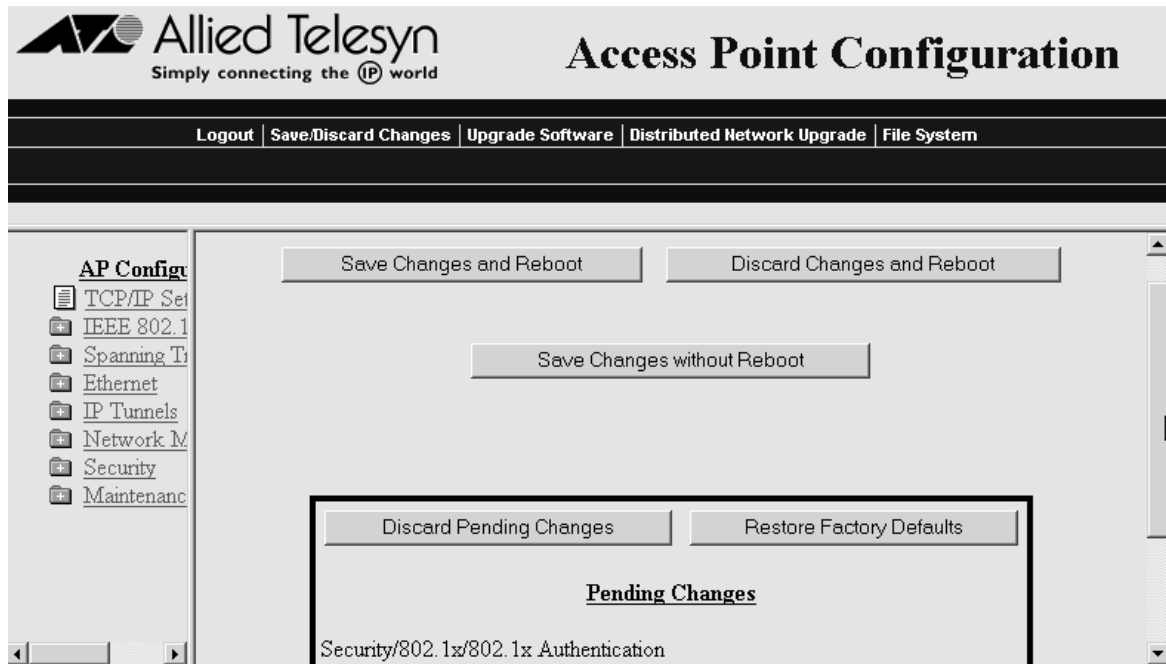 Allied Telesyn
Simply connecting the IP world
Access Point Configuration
Logout | Save/Discard Changes | Upgrade Software | Distributed Network Upgrade | File System
AP Configu
TCP/IP Set
IEEE 802.1
Spanning Tr
Ethernet
IP Tunnels
Network M
Security
Maintenanc
Save Changes and Reboot
Discard Changes and Reboot
Save Changes without Reboot
Discard Pending Changes
Restore Factory Defaults
Pending Changes
Security/802.1x/802.1x Authentication